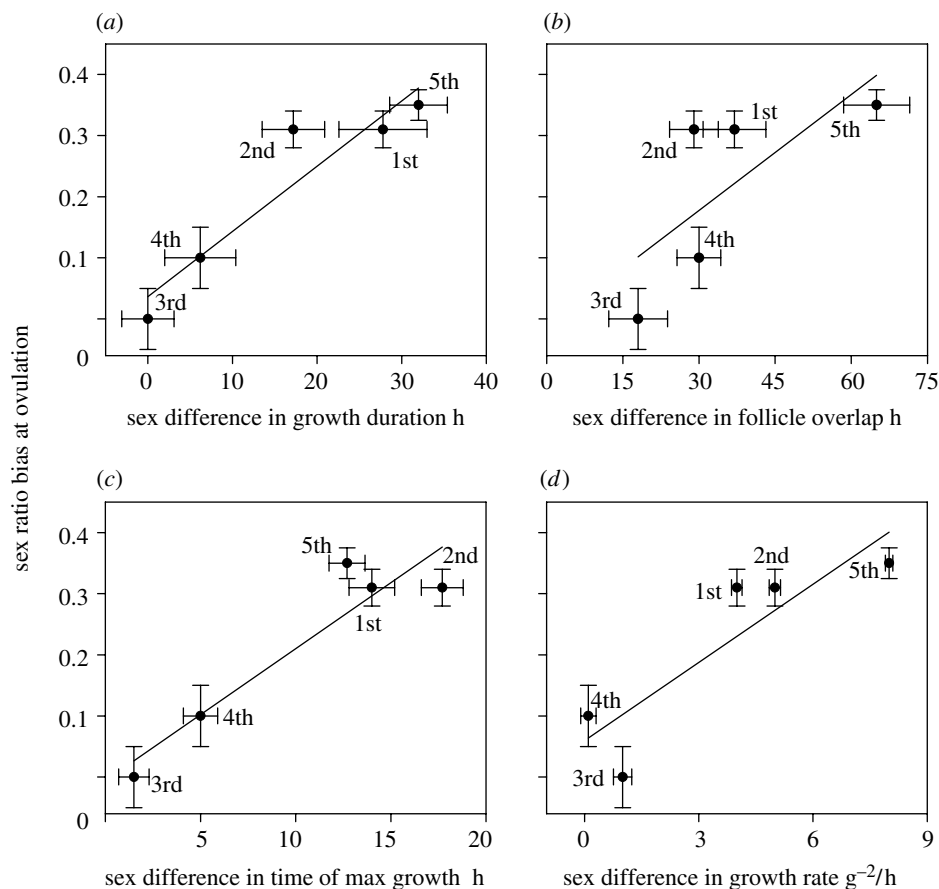 (a)
(b)
0.4
0.3
0.2
0.1
0
5th
2nd
1st
4th
3rd
0
10
20
30
40
sex difference in growth duration h
1st
2nd
5th
4th
3rd
0
15
30
45
60
75
sex difference in follicle overlap h
sex ratio bias at ovulation
(c)
(d)
0.4
0.3
0.2
0.1
0
5th
2nd
1st
4th
3rd
5
10
15
20
sex difference in time of max growth h
2nd
1st
5th
4th
3rd
0
3
6
9
sex difference in growth rate g⁻²/h